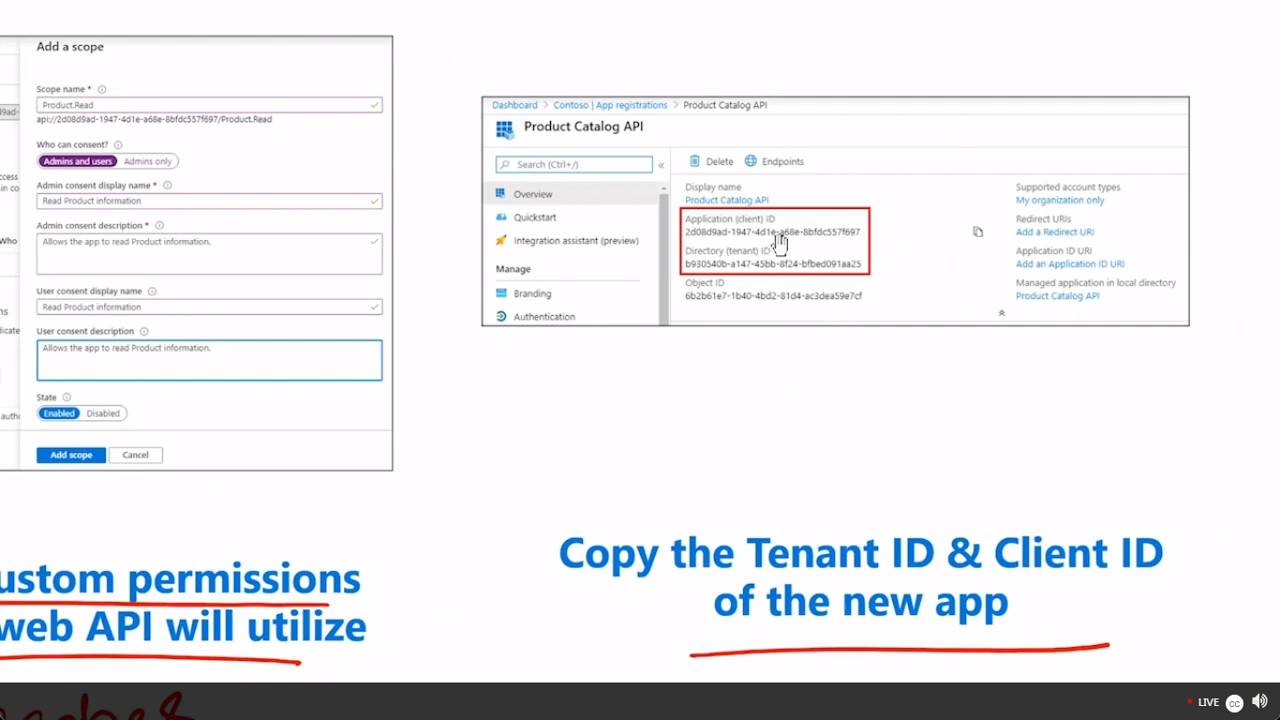 Add a scope
Scope name *
Product.Read
api://2d08d9ad-1947-4d1e-a68e-8bfdc557f697/Product.Read
Who can consent?
Admins and users Admins only
Admin consent display name *
Read Product information
Admin consent description *
Allows the app to read Product information.
User consent display name
Read Product information
User consent description
Allows the app to read Product information.
State
Enabled Disabled
Add scope Cancel
ustom permissions
web API will utilize
Dashboard > Contoso | App registrations > Product Catalog API
Product Catalog API
Search (Ctrl+/)
Overview
Quickstart
Integration assistant (preview)
Manage
Branding
Authentication
Delete Endpoints
Display name
Product Catalog API
Application (client) ID
2d08d9ad-1947-4d1e-a68e-8bfdc557f697
Directory (tenant) ID
b930540b-a147-45bb-8f24-bfbed091aa25
Object ID
6b2b61e7-1b40-4bd2-81d4-ac3dea59e7cf
Supported account types
My organization only
Redirect URIs
Add a Redirect URI
Application ID URI
Add an Application ID URI
Managed application in local directory
Product Catalog API
Copy the Tenant ID & Client ID
of the new app
LIVE
CC